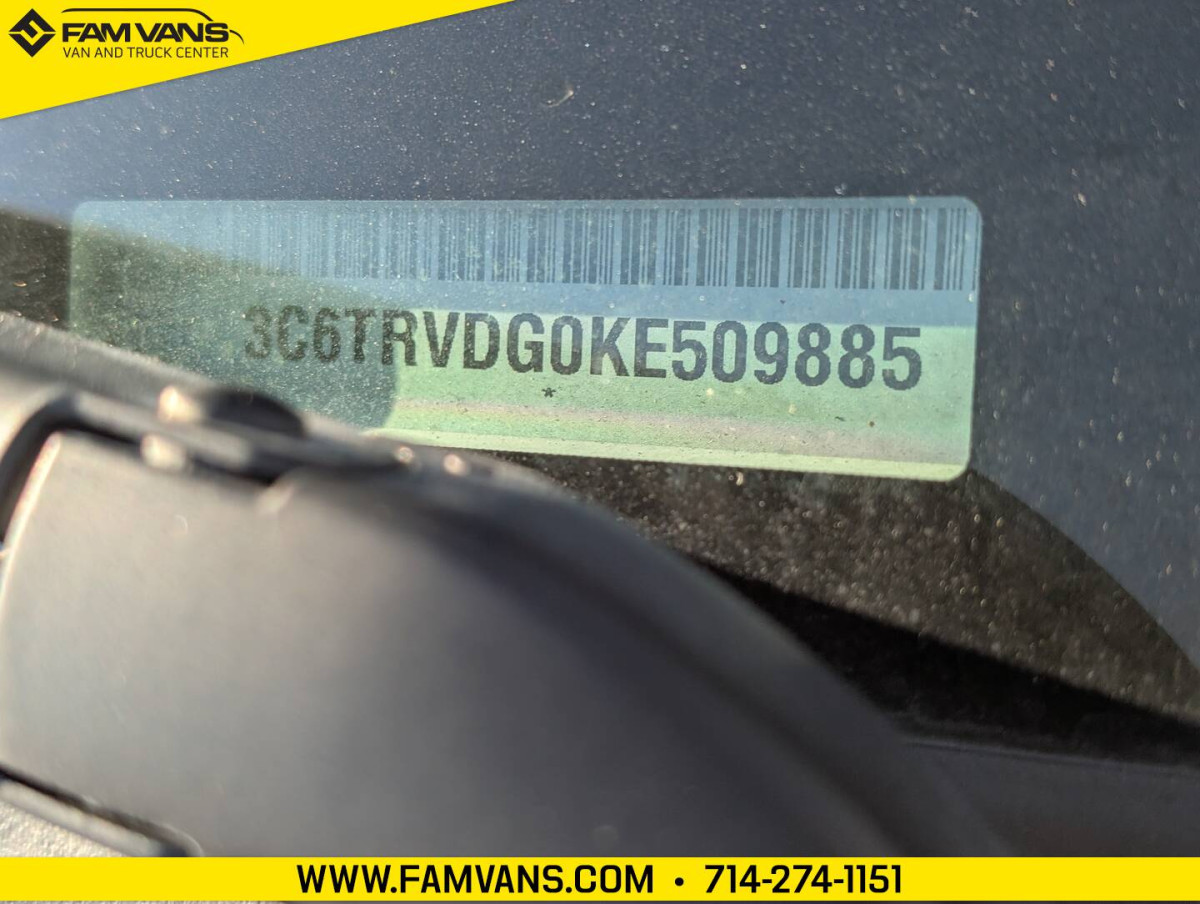 FAM VANS
VAN AND TRUCK CENTER
3C6TRVDG0KE509885
*
WWW.FAMVANS.COM • 714-274-1151